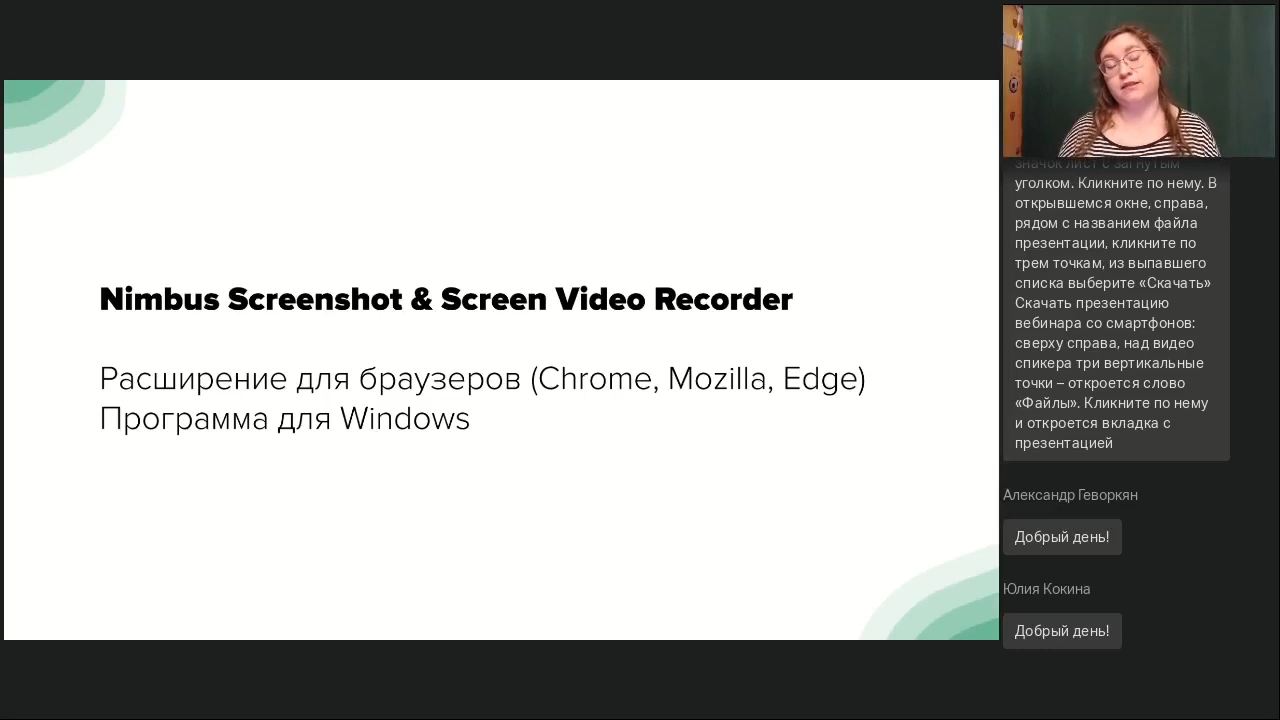 Nimbus Screenshot & Screen Video Recorder
Расширение для браузеров (Chrome, Mozilla, Edge)
Программа для Windows
значок лист с загнутым
уголком. Кликните по нему. В
открывшемся окне, справа,
рядом с названием файла
презентации, кликните по
трем точкам, из выпавшего
списка выберите «Скачать»
Скачать презентацию
вебинара со смартфонов:
сверху справа, над видео
спикера три вертикальные
точки – откроется слово
«Файлы». Кликните по нему
и откроется вкладка с
презентацией
Александр Геворкян
Добрый день!
Юлия Кокина
Добрый день!